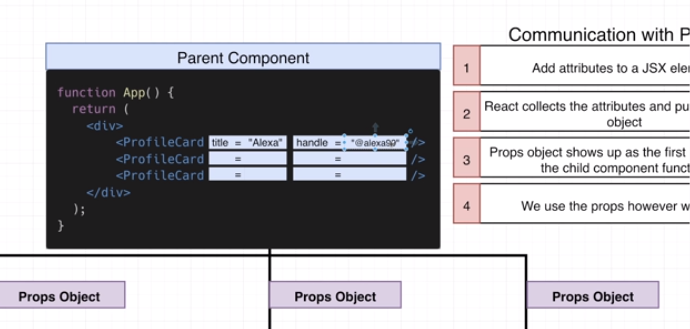 Communication with P
Parent Component
function App() {
return (
<div>
<ProfileCard title = "Alexa" handle = "@alexa99" />
<ProfileCard = = />
<ProfileCard = = />
</div>
);
}
1 Add attributes to a JSX ele
2 React collects the attributes and pu
object
3 Props object shows up as the first
the child component funct
4 We use the props however w
Props Object
Props Object
Props Object